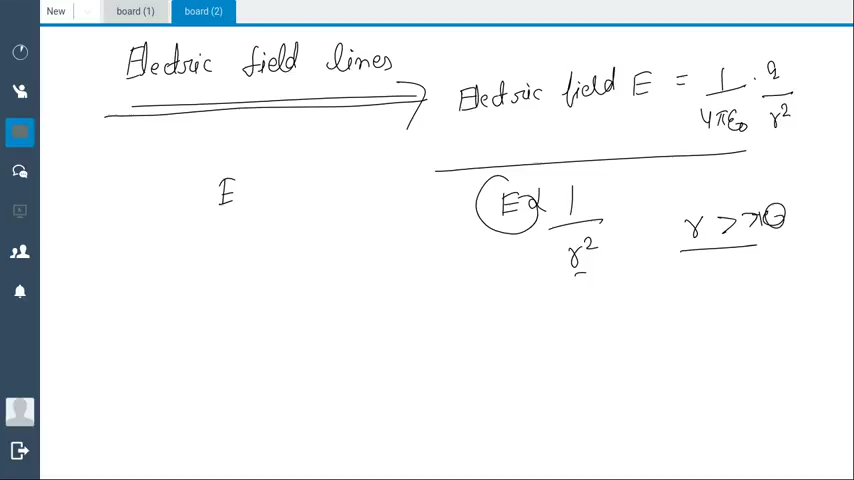 New
board (1)
board (2)
Electric field lines
Electric field E = 1/4πε₀ · q/r²
E
E ∝ 1/r²
r >>